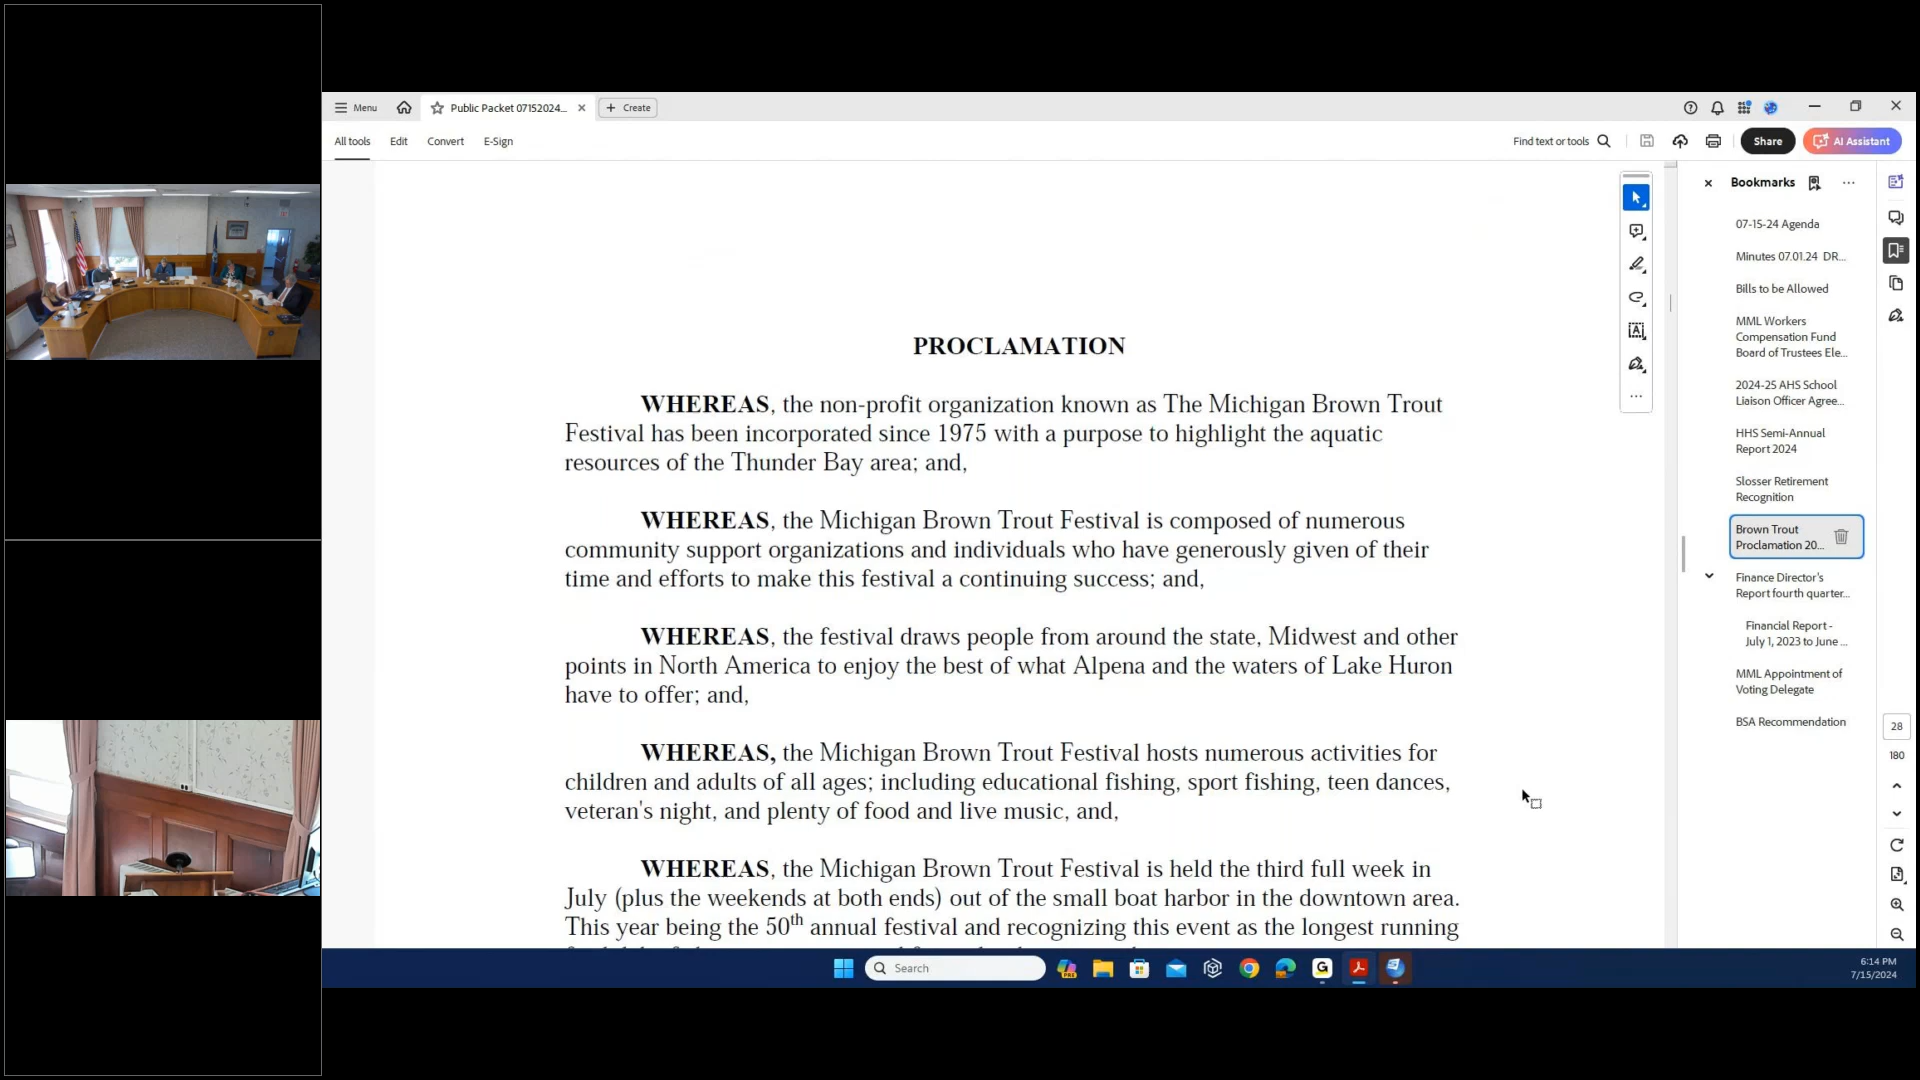 Menu
Public Packet 07152024...
Create
All tools
Edit
Convert
E-Sign
Find text or tools
Share
AI Assistant
PROCLAMATION
WHEREAS, the non-profit organization known as The Michigan Brown Trout
Festival has been incorporated since 1975 with a purpose to highlight the aquatic
resources of the Thunder Bay area; and,
WHEREAS, the Michigan Brown Trout Festival is composed of numerous
community support organizations and individuals who have generously given of their
time and efforts to make this festival a continuing success; and,
WHEREAS, the festival draws people from around the state, Midwest and other
points in North America to enjoy the best of what Alpena and the waters of Lake Huron
have to offer; and,
WHEREAS, the Michigan Brown Trout Festival hosts numerous activities for
children and adults of all ages; including educational fishing, sport fishing, teen dances,
veteran's night, and plenty of food and live music, and,
WHEREAS, the Michigan Brown Trout Festival is held the third full week in
July (plus the weekends at both ends) out of the small boat harbor in the downtown area.
This year being the 50th annual festival and recognizing this event as the longest running
Bookmarks
07-15-24 Agenda
Minutes 07.01.24 DR...
Bills to be Allowed
MML Workers
Compensation Fund
Board of Trustees Ele...
2024-25 AHS School
Liaison Officer Agree...
HHS Semi-Annual
Report 2024
Slosser Retirement
Recognition
Brown Trout
Proclamation 20...
Finance Director's
Report fourth quarter...
Financial Report -
July 1, 2023 to June ...
MML Appointment of
Voting Delegate
BSA Recommendation
28
180
Search
6:14 PM
7/15/2024